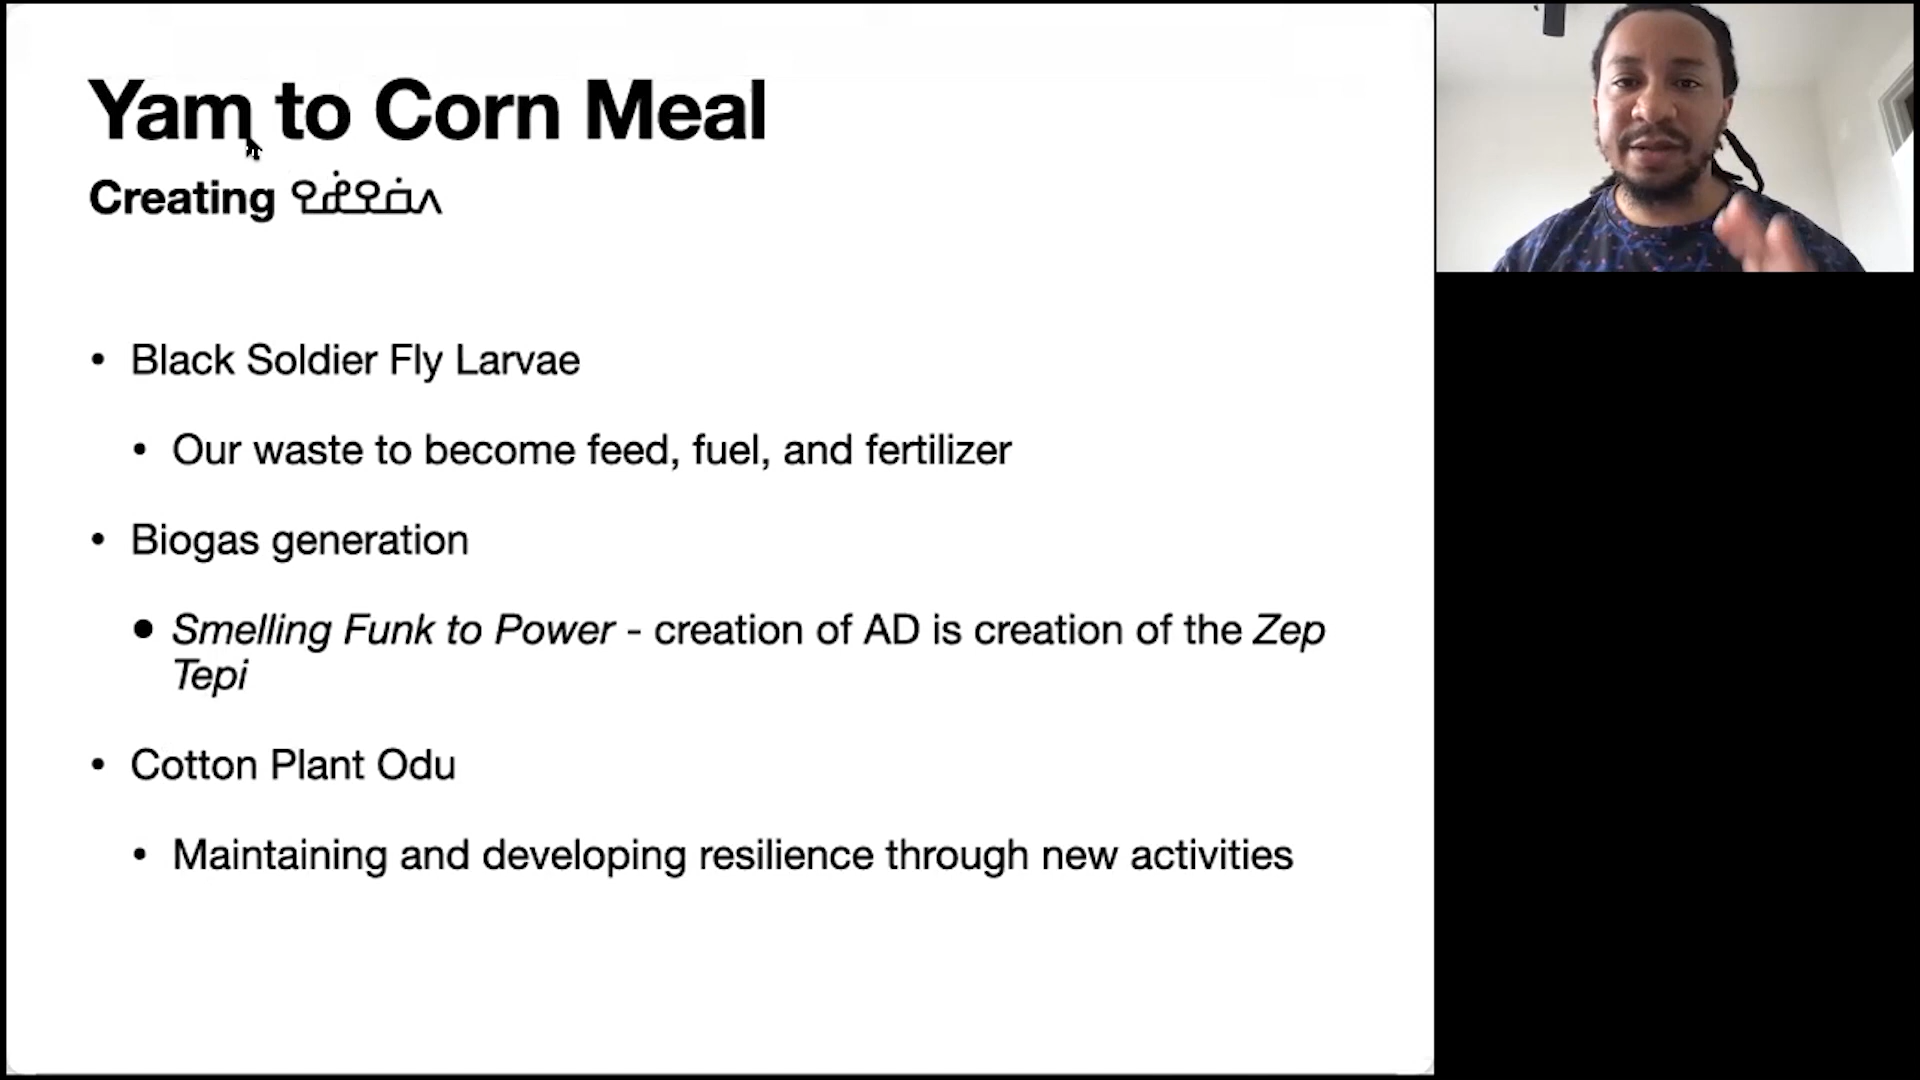 Yam to Corn Meal
Creating
• Black Soldier Fly Larvae
• Our waste to become feed, fuel, and fertilizer
• Biogas generation
• Smelling Funk to Power - creation of AD is creation of the Zep
Tepi
• Cotton Plant Odu
• Maintaining and developing resilience through new activities